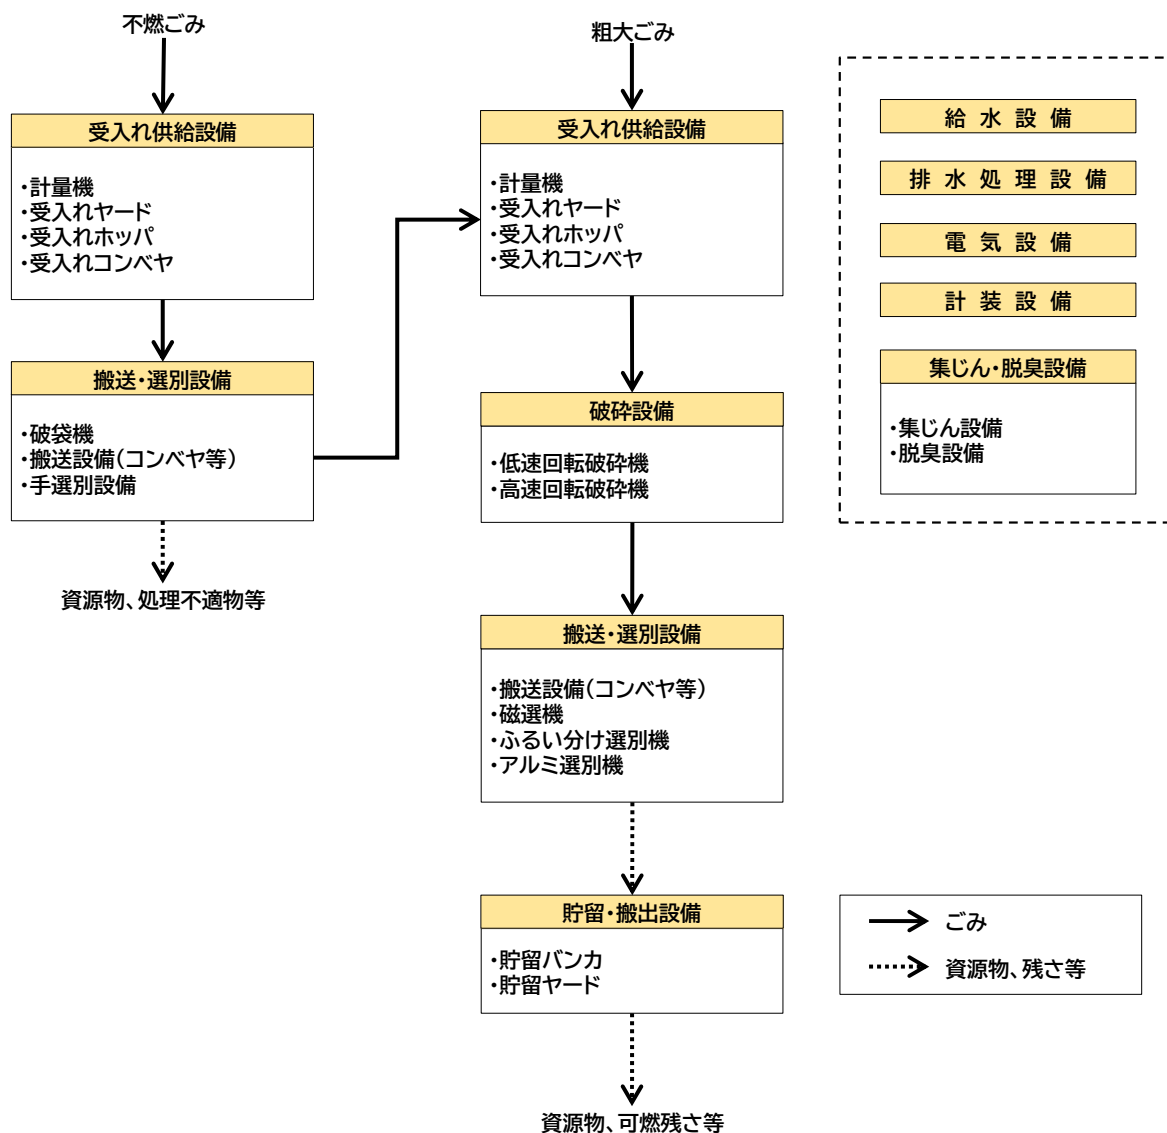 不燃ごみ
受入れ供給設備
・計量機
・受入れヤード
・受入れホッパ
・受入れコンベヤ
搬送・選別設備
・破袋機
・搬送設備(コンベヤ等)
・手選別設備
資源物、処理不適物等
粗大ごみ
受入れ供給設備
・計量機
・受入れヤード
・受入れホッパ
・受入れコンベヤ
破砕設備
・低速回転破砕機
・高速回転破砕機
搬送・選別設備
・搬送設備(コンベヤ等)
・磁選機
・ふるい分け選別機
・アルミ選別機
貯留・搬出設備
・貯留バンカ
・貯留ヤード
資源物、可燃残さ等
給水設備
排水処理設備
電気設備
計装設備
集じん・脱臭設備
・集じん設備
・脱臭設備
ごみ
資源物、残さ等